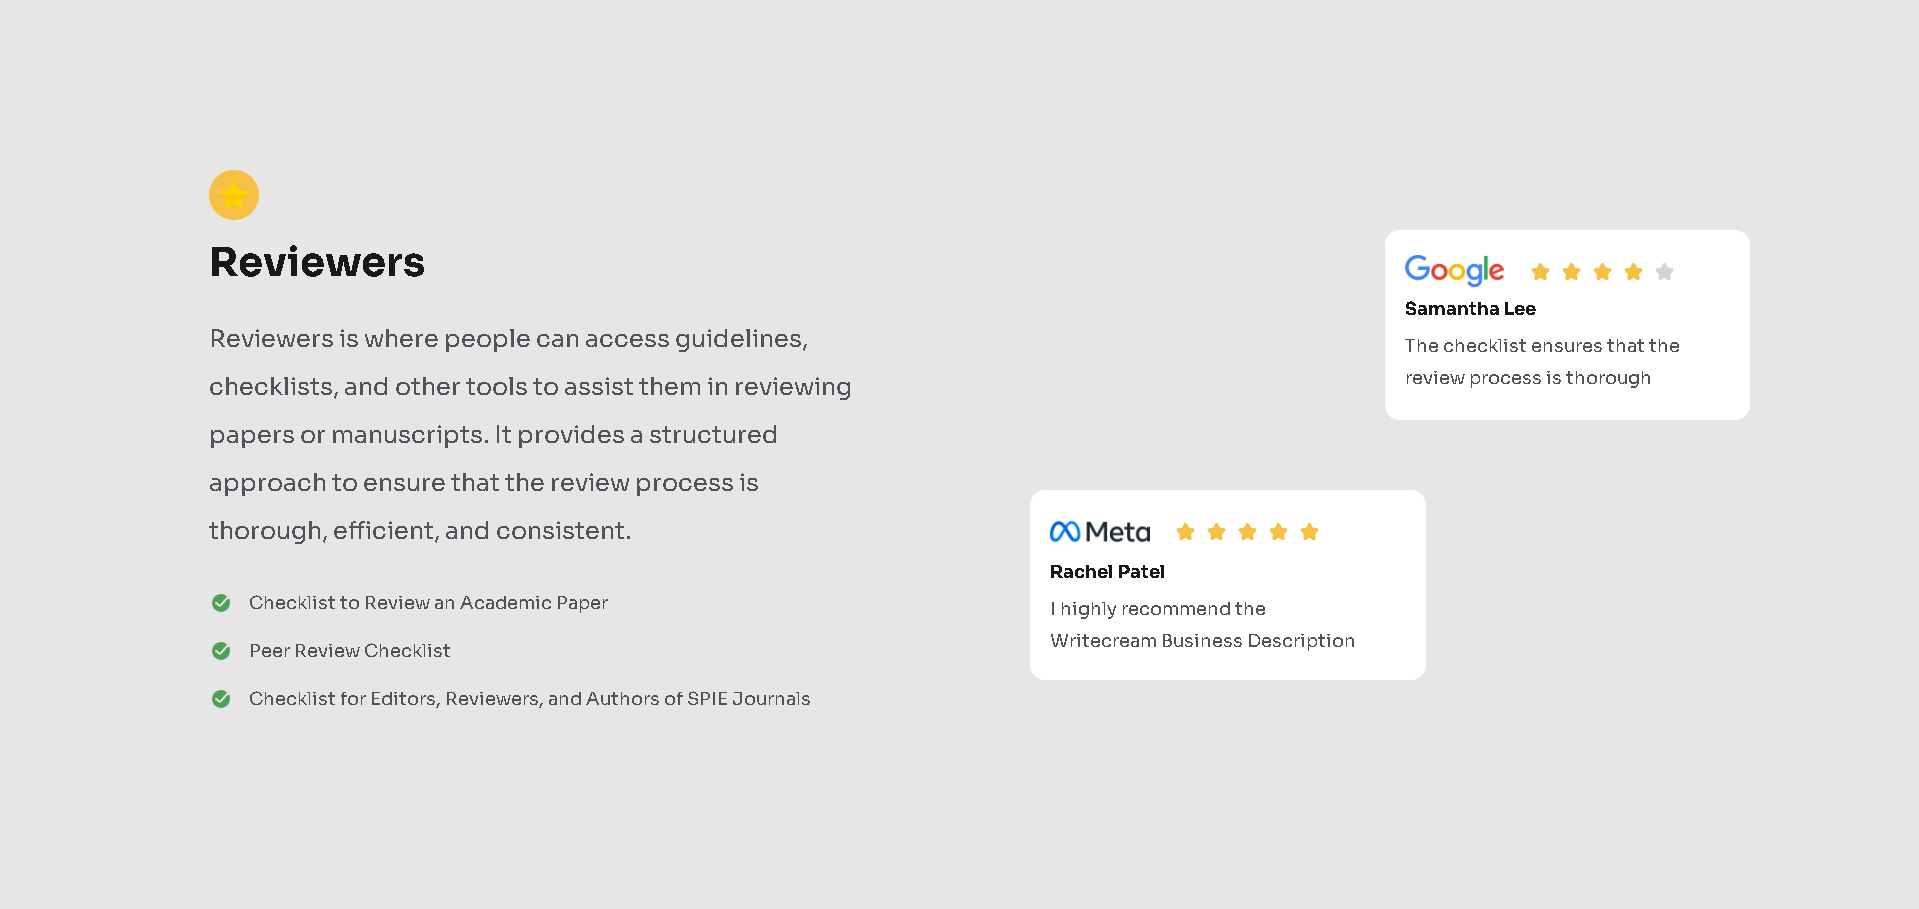 Reviewers
Reviewers is where people can access guidelines,
checklists, and other tools to assist them in reviewing
papers or manuscripts. It provides a structured
approach to ensure that the review process is
thorough, efficient, and consistent.
Checklist to Review an Academic Paper
Peer Review Checklist
Checklist for Editors, Reviewers, and Authors of SPIE Journals
Google
Samantha Lee
The checklist ensures that the
review process is thorough
Meta
Rachel Patel
I highly recommend the
Writecream Business Description